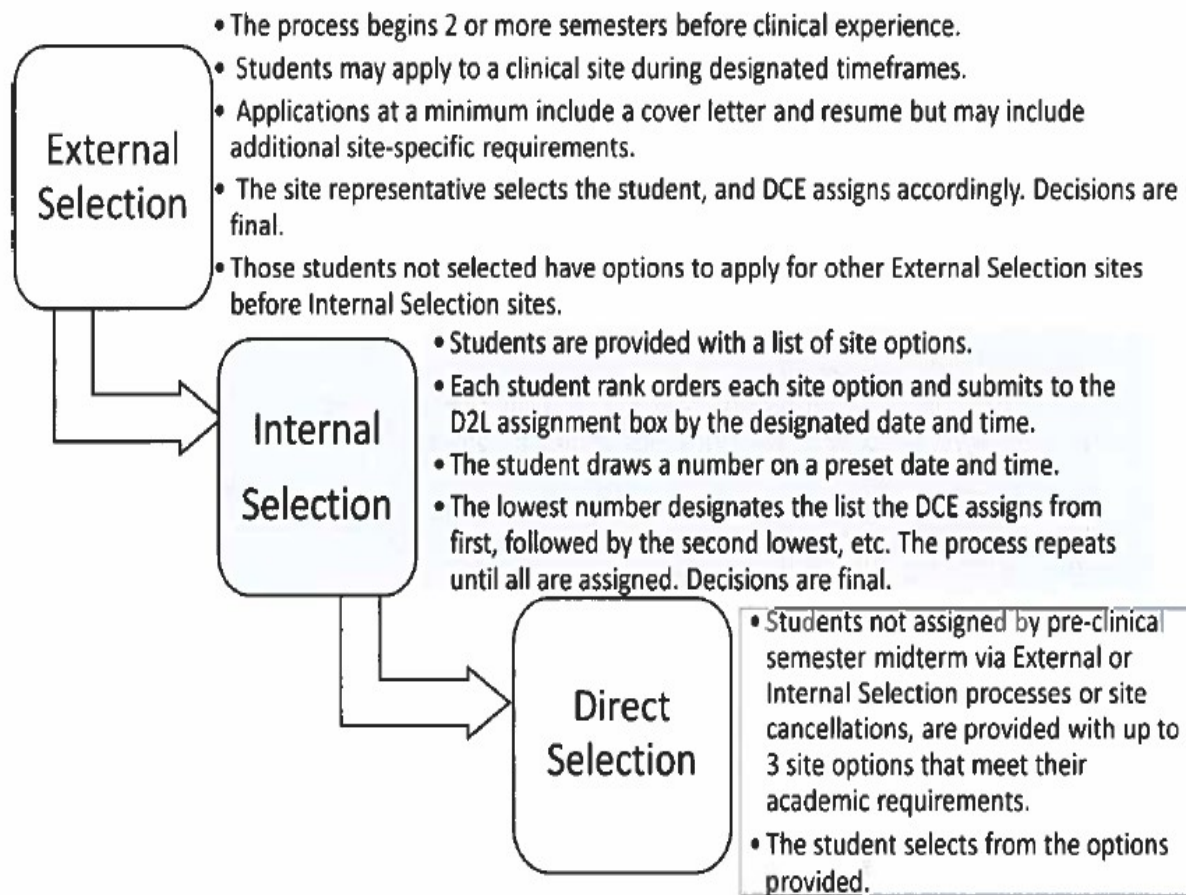 • The process begins 2 or more semesters before clinical experience.
• Students may apply to a clinical site during designated timeframes.
• Applications at a minimum include a cover letter and resume but may include
additional site-specific requirements.
• The site representative selects the student, and DCE assigns accordingly. Decisions are
final.
• Those students not selected have options to apply for other External Selection sites
before Internal Selection sites.
External
Selection
• Students are provided with a list of site options.
• Each student rank orders each site option and submits to the
D2L assignment box by the designated date and time.
• The student draws a number on a preset date and time.
• The lowest number designates the list the DCE assigns from
first, followed by the second lowest, etc. The process repeats
until all are assigned. Decisions are final.
Internal
Selection
• Students not assigned by pre-clinical
semester midterm via External or
Internal Selection processes or site
cancellations, are provided with up to
3 site options that meet their
academic requirements.
• The student selects from the options
provided.
Direct
Selection